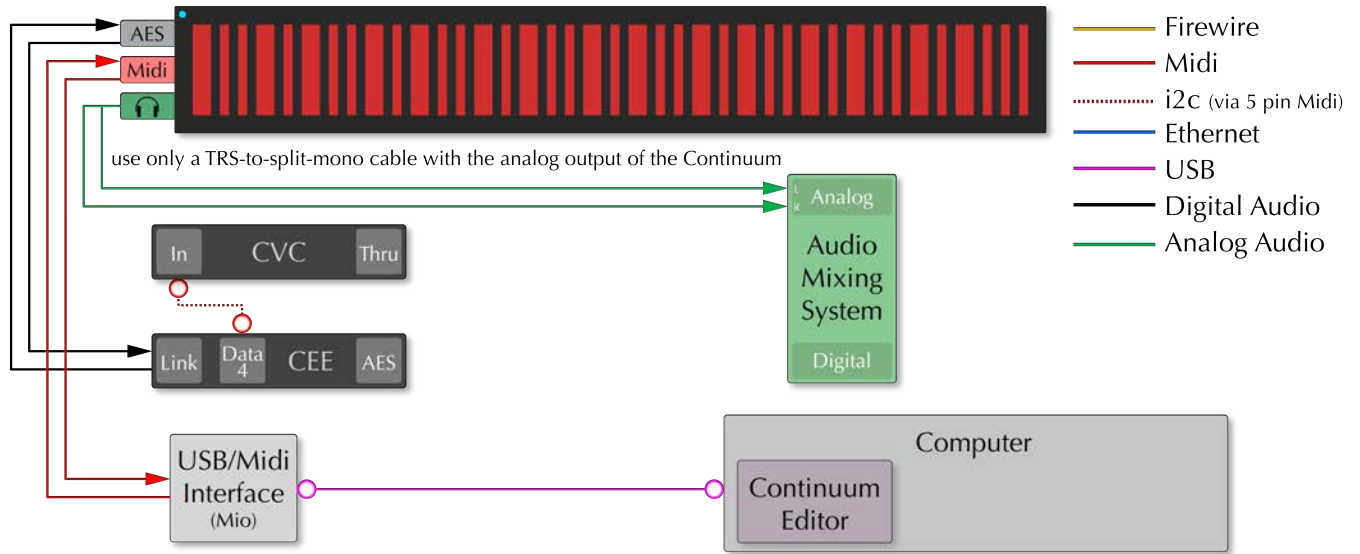 AES
Midi
use only a TRS-to-split-mono cable with the analog output of the Continuum
Firewire
Midi
i2c (via 5 pin Midi)
Ethernet
USB
Digital Audio
Analog Audio
L
R
Analog
Audio
Mixing
System
Digital
In
CVC
Thru
Link
Data
4
CEE
AES
USB/Midi
Interface
(Mio)
Computer
Continuum
Editor